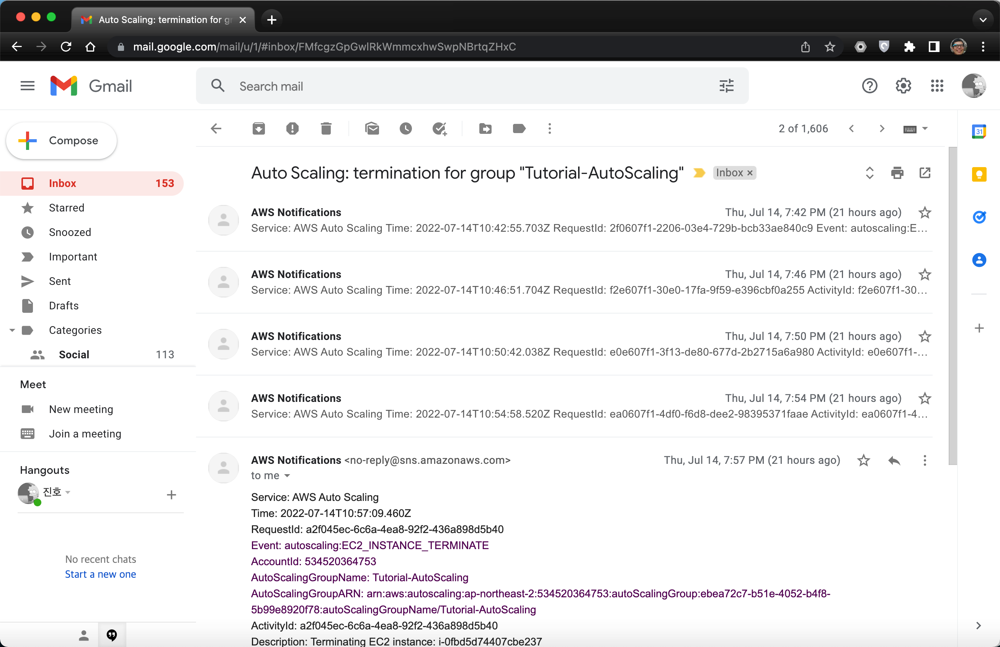 Auto Scaling: termination for gr
mail.google.com/mail/u/1/#inbox/FMfcgzGpGwlRkWmmcxhwSwpNBrtqZHxC
Gmail
Search mail
Compose
2 of 1,606
31
Auto Scaling: termination for group "Tutorial-AutoScaling" Inbox ×
Inbox 153
Starred
Snoozed
Important
Sent
Drafts
Categories
Social 113
Meet
New meeting
Join a meeting
Hangouts
진호
No recent chats
Start a new one
AWS Notifications Thu, Jul 14, 7:42 PM (21 hours ago)
Service: AWS Auto Scaling Time: 2022-07-14T10:42:55.703Z RequestId: 2f0607f1-2206-03e4-729b-bcb33ae840c9 Event: autoscaling:E...
AWS Notifications Thu, Jul 14, 7:46 PM (21 hours ago)
Service: AWS Auto Scaling Time: 2022-07-14T10:46:51.704Z RequestId: f2e607f1-30e0-17fa-9f59-e396cbf0a255 ActivityId: f2e607f1-30...
AWS Notifications Thu, Jul 14, 7:50 PM (21 hours ago)
Service: AWS Auto Scaling Time: 2022-07-14T10:50:42.038Z RequestId: e0e607f1-3f13-de80-677d-2b2715a6a980 ActivityId: e0e607f1-...
AWS Notifications Thu, Jul 14, 7:54 PM (21 hours ago)
Service: AWS Auto Scaling Time: 2022-07-14T10:54:58.520Z RequestId: ea0607f1-4df0-f6d8-dee2-98395371faae ActivityId: ea0607f1-4...
AWS Notifications <no-reply@sns.amazonaws.com> Thu, Jul 14, 7:57 PM (21 hours ago)
to me
Service: AWS Auto Scaling
Time: 2022-07-14T10:57:09.460Z
RequestId: a2f045ec-6c6a-4ea8-92f2-436a898d5b40
Event: autoscaling:EC2_INSTANCE_TERMINATE
AccountId: 534520364753
AutoScalingGroupName: Tutorial-AutoScaling
AutoScalingGroupARN: arn:aws:autoscaling:ap-northeast-2:534520364753:autoScalingGroup:ebea72c7-b51e-4052-b4f8-
5b99e8920f78:autoScalingGroupName/Tutorial-AutoScaling
ActivityId: a2f045ec-6c6a-4ea8-92f2-436a898d5b40
Description: Terminating EC2 instance: i-0fbd5d74407cbe237